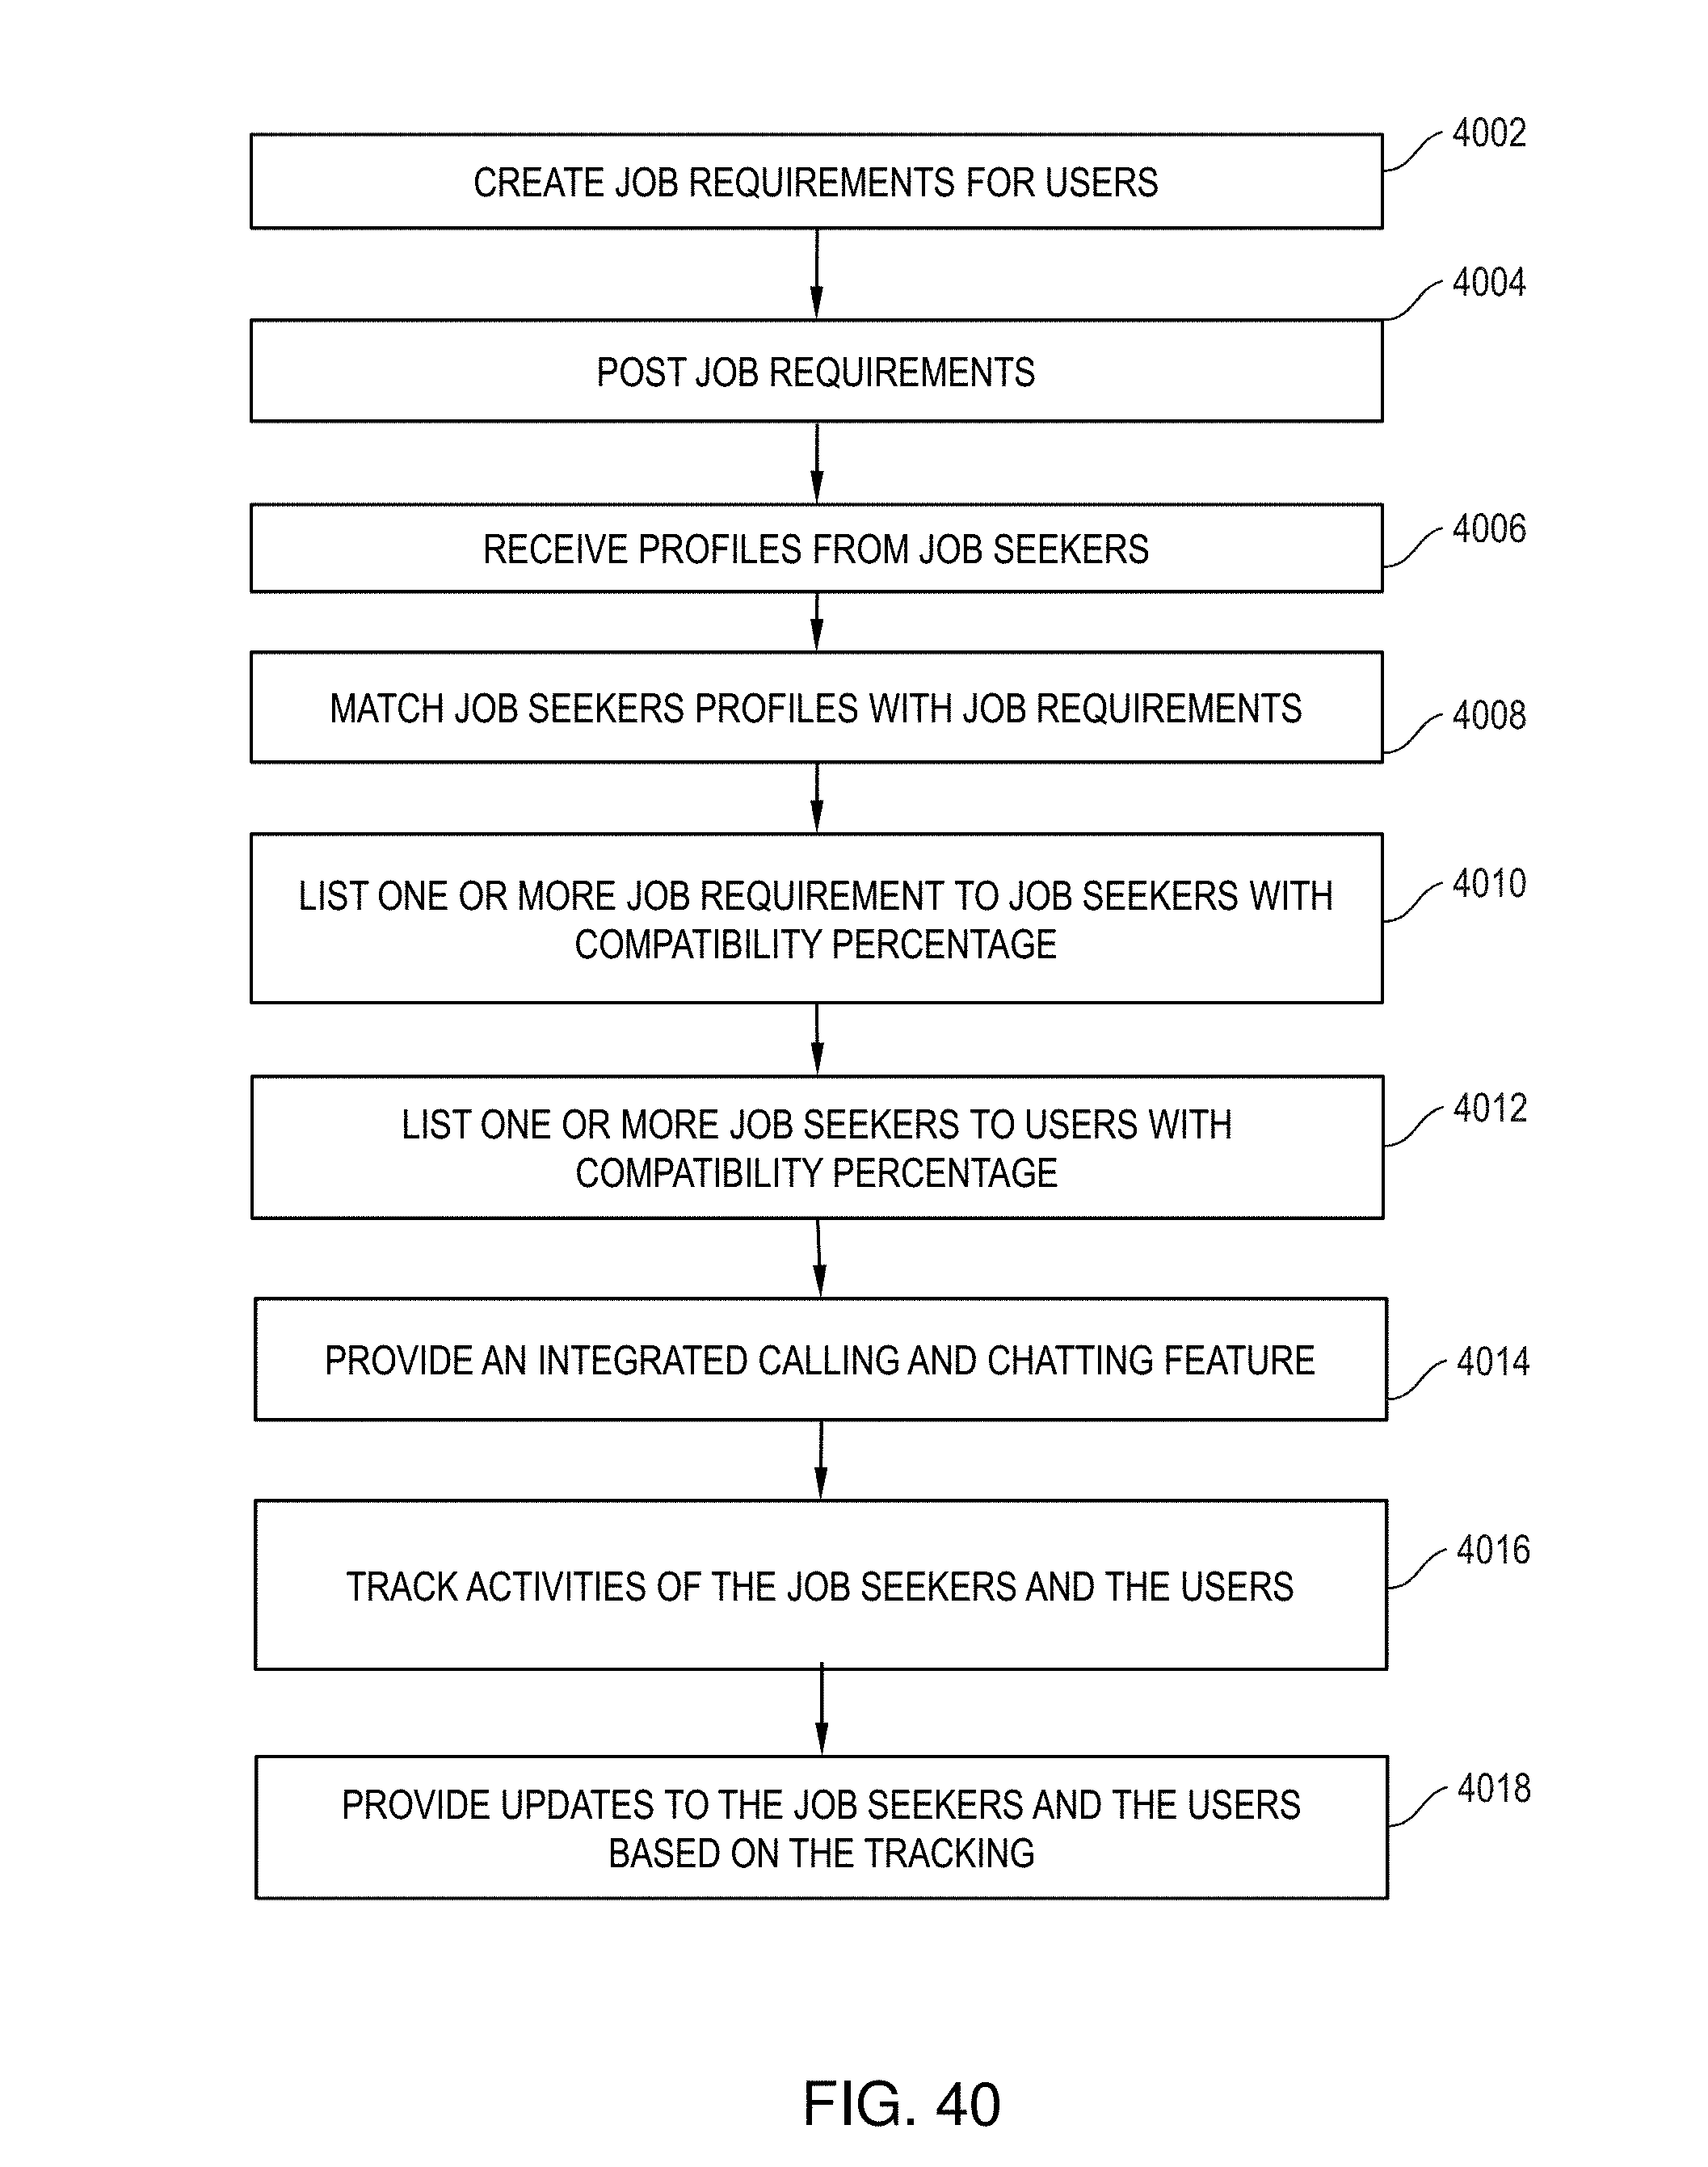 CREATE JOB REQUIREMENTS FOR USERS
4002
POST JOB REQUIREMENTS
4004
RECEIVE PROFILES FROM JOB SEEKERS
4006
MATCH JOB SEEKERS PROFILES WITH JOB REQUIREMENTS
4008
LIST ONE OR MORE JOB REQUIREMENT TO JOB SEEKERS WITH
COMPATIBILITY PERCENTAGE
4010
LIST ONE OR MORE JOB SEEKERS TO USERS WITH
COMPATIBILITY PERCENTAGE
4012
PROVIDE AN INTEGRATED CALLING AND CHATTING FEATURE
4014
TRACK ACTIVITIES OF THE JOB SEEKERS AND THE USERS
4016
PROVIDE UPDATES TO THE JOB SEEKERS AND THE USERS
BASED ON THE TRACKING
4018
FIG. 40